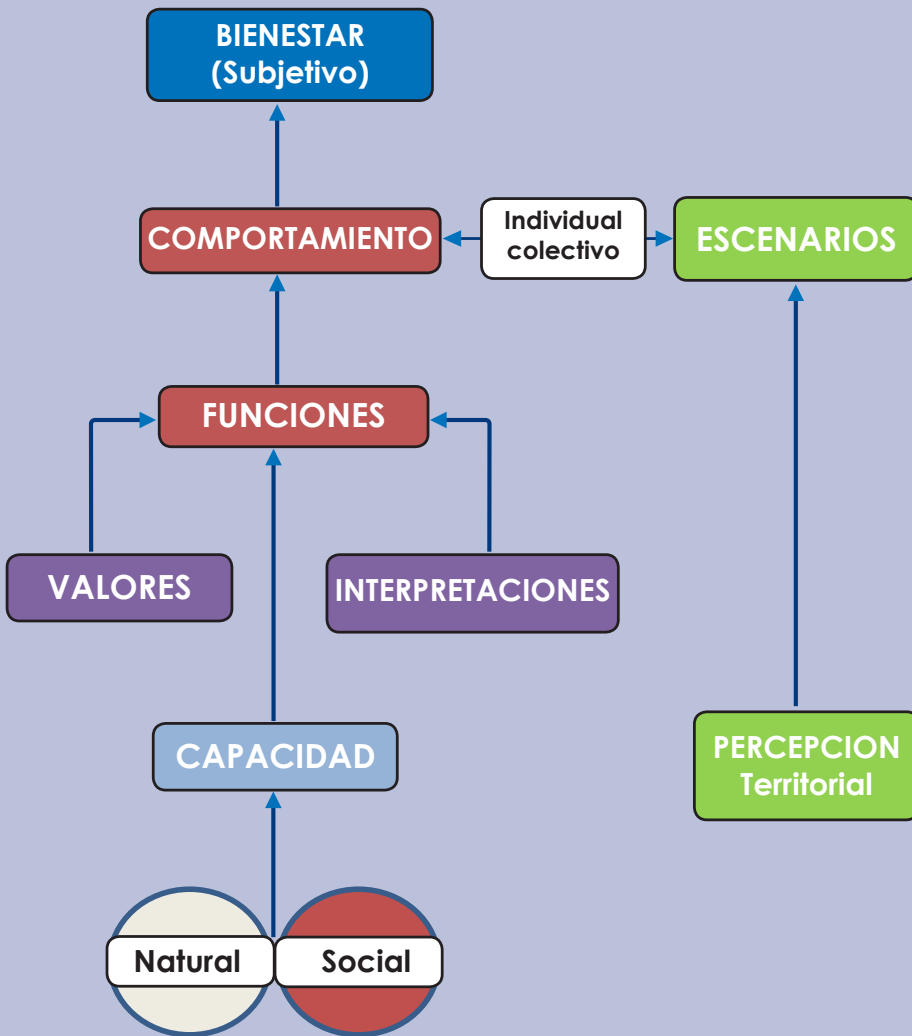 BIENESTAR
(Subjetivo)
COMPORTAMIENTO
Individual
colectivo
ESCENARIOS
FUNCIONES
VALORES
INTERPRETACIONES
CAPACIDAD
PERCEPCION
Territorial
Natural
Social